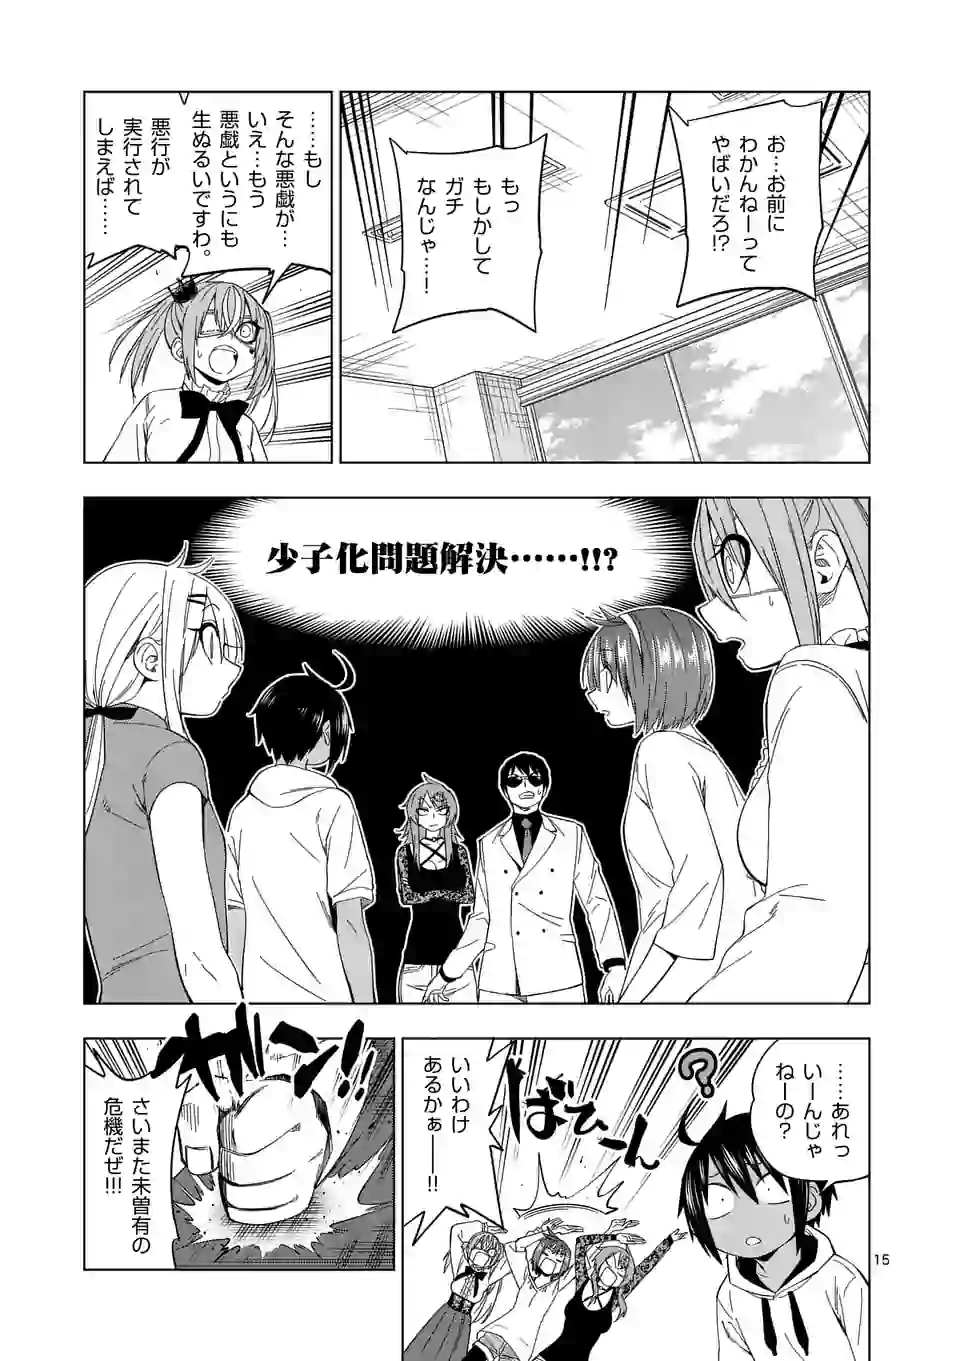 お…お前に
わかんねーって
やばいだろ!?
もっ
もしかして
ガチ
なんじゃ……!
……もし
そんな悪戯が…
いえ…もう
悪戯というにも
生ぬるいですわ。
悪行が
実行されて
しまえば……
少子化問題解決……!!?
……あれっ
いーんじゃ
ねーの?
?
ばひーん
いいわけ
あるかぁ――!!
ガン!!
さいまた未曽有の
危機だぜ!!!
15